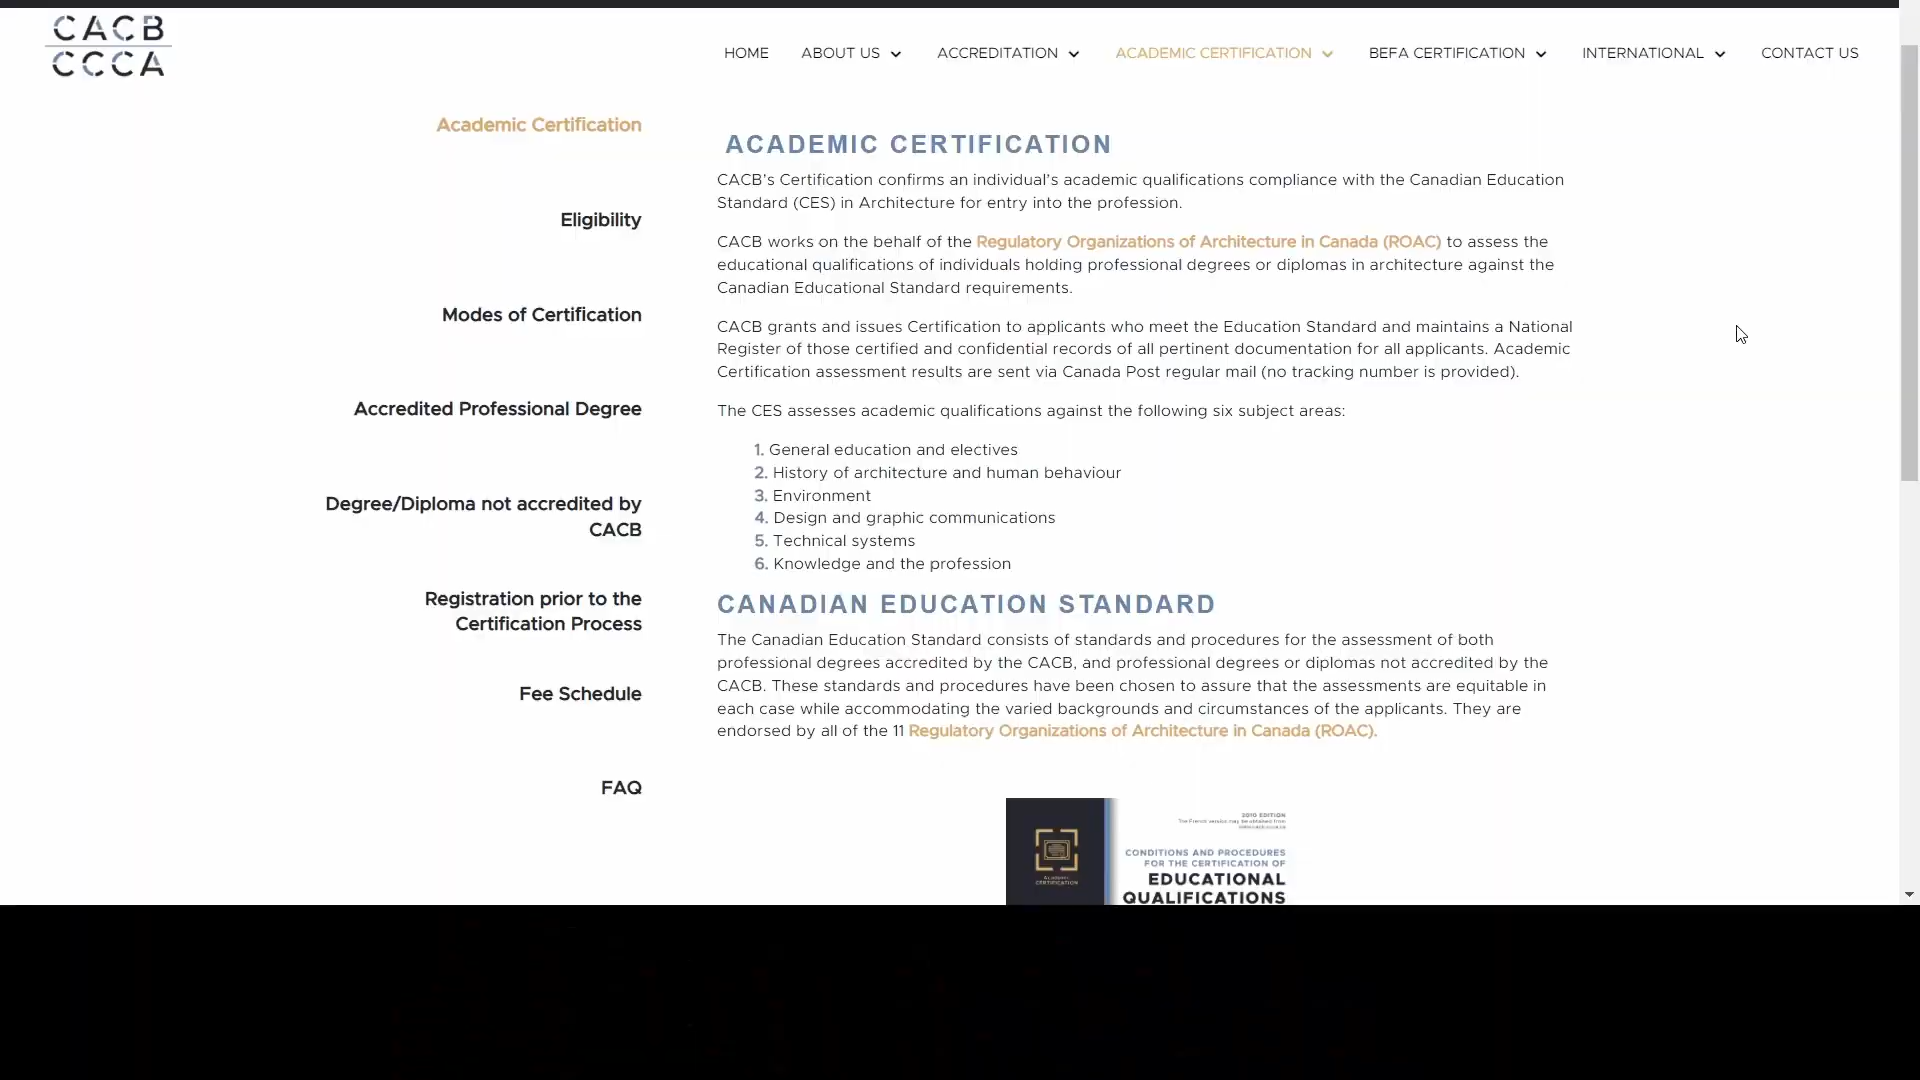 CACB
CCCA
HOME
ABOUT US
ACCREDITATION
ACADEMIC CERTIFICATION
BEFA CERTIFICATION
INTERNATIONAL
CONTACT US
Academic Certification
Eligibility
Modes of Certification
Accredited Professional Degree
Degree/Diploma not accredited by
CACB
Registration prior to the
Certification Process
Fee Schedule
FAQ
ACADEMIC CERTIFICATION
CACB's Certification confirms an individual's academic qualifications compliance with the Canadian Education
Standard (CES) in Architecture for entry into the profession.
CACB works on the behalf of the Regulatory Organizations of Architecture in Canada (ROAC) to assess the
educational qualifications of individuals holding professional degrees or diplomas in architecture against the
Canadian Educational Standard requirements.
CACB grants and issues Certification to applicants who meet the Education Standard and maintains a National
Register of those certified and confidential records of all pertinent documentation for all applicants. Academic
Certification assessment results are sent via Canada Post regular mail (no tracking number is provided).
The CES assesses academic qualifications against the following six subject areas:
1. General education and electives
2. History of architecture and human behaviour
3. Environment
4. Design and graphic communications
5. Technical systems
6. Knowledge and the profession
CANADIAN EDUCATION STANDARD
The Canadian Education Standard consists of standards and procedures for the assessment of both
professional degrees accredited by the CACB, and professional degrees or diplomas not accredited by the
CACB. These standards and procedures have been chosen to assure that the assessments are equitable in
each case while accommodating the varied backgrounds and circumstances of the applicants. They are
endorsed by all of the 11 Regulatory Organizations of Architecture in Canada (ROAC).
Academic
CERTIFICATION
CONDITIONS AND PROCEDURES
FOR THE CERTIFICATION OF
EDUCATIONAL
QUALIFICATIONS